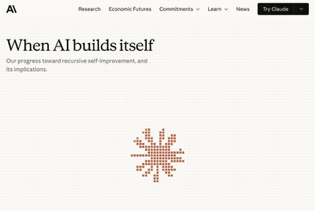 Research Economic Futures Commitments Learn News Try Claude
When AI builds itself
Our progress toward recursive self-improvement, and
its implications.